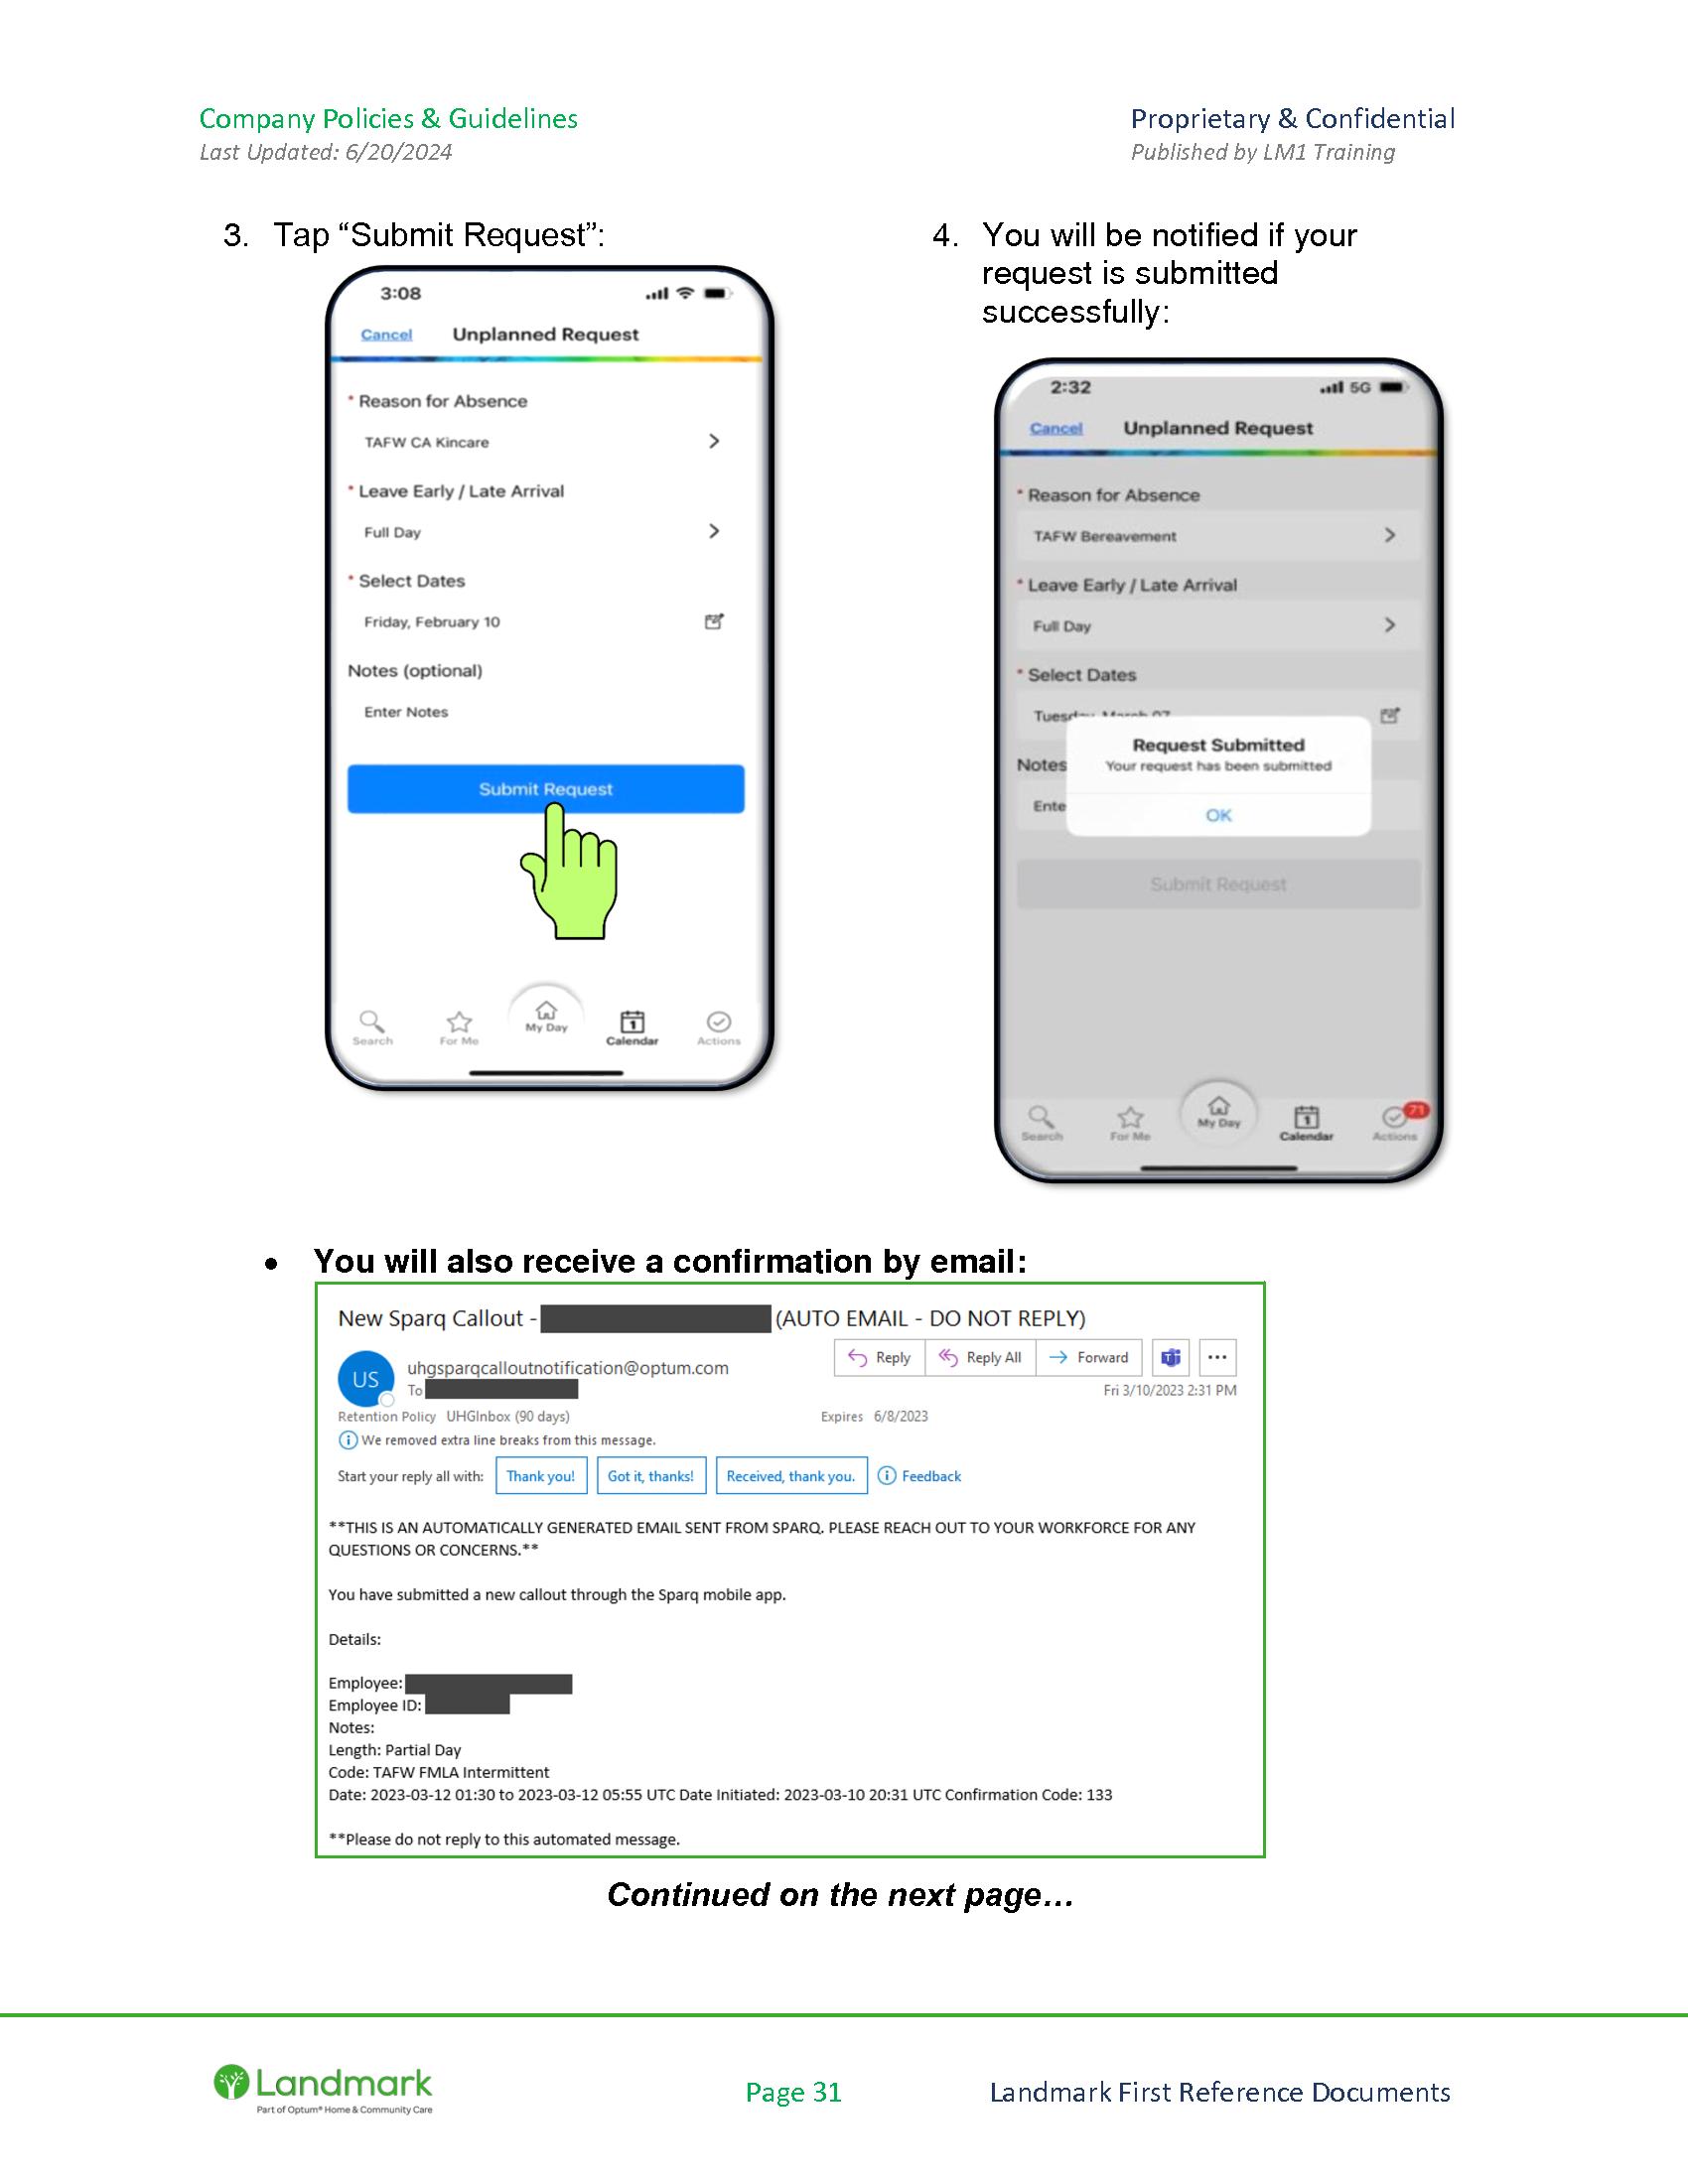 Company Policies & Guidelines
Last Updated: 6/20/2024
Proprietary & Confidential
Published by LM1 Training
3. Tap “Submit Request”:
3:08
Cancel
Unplanned Request
* Reason for Absence
TAFW CA Kincare
* Leave Early / Late Arrival
Full Day
* Select Dates
Friday, February 10
Notes (optional)
Enter Notes
Submit Request
Search
For Me
My Day
1
Calendar
Actions
4. You will be notified if your
request is submitted
successfully:
2:32
5G
Cancel
Unplanned Request
* Reason for Absence
TAFW Bereavement
* Leave Early / Late Arrival
Full Day
* Select Dates
Request Submitted
Notes
Your request has been submitted
OK
Submit Request
Search
For Me
My Day
1
Calendar
71
Actions
• You will also receive a confirmation by email:
New Sparq Callout - (AUTO EMAIL - DO NOT REPLY)
US
uhgsparqcalloutnotification@optum.com
To
Reply
Reply All
Forward
Fri 3/10/2023 2:31 PM
Retention Policy UHGInbox (90 days)
Expires 6/8/2023
We removed extra line breaks from this message.
Start your reply all with: Thank you! Got it, thanks! Received, thank you. Feedback
**THIS IS AN AUTOMATICALLY GENERATED EMAIL SENT FROM SPARQ. PLEASE REACH OUT TO YOUR WORKFORCE FOR ANY
QUESTIONS OR CONCERNS.**
You have submitted a new callout through the Sparq mobile app.
Details:
Employee:
Employee ID:
Notes:
Length: Partial Day
Code: TAFW FMLA Intermittent
Date: 2023-03-12 01:30 to 2023-03-12 05:55 UTC Date Initiated: 2023-03-10 20:31 UTC Confirmation Code: 133
**Please do not reply to this automated message.
Continued on the next page…
Landmark
Part of Optum® Home & Community Care
Page 31
Landmark First Reference Documents